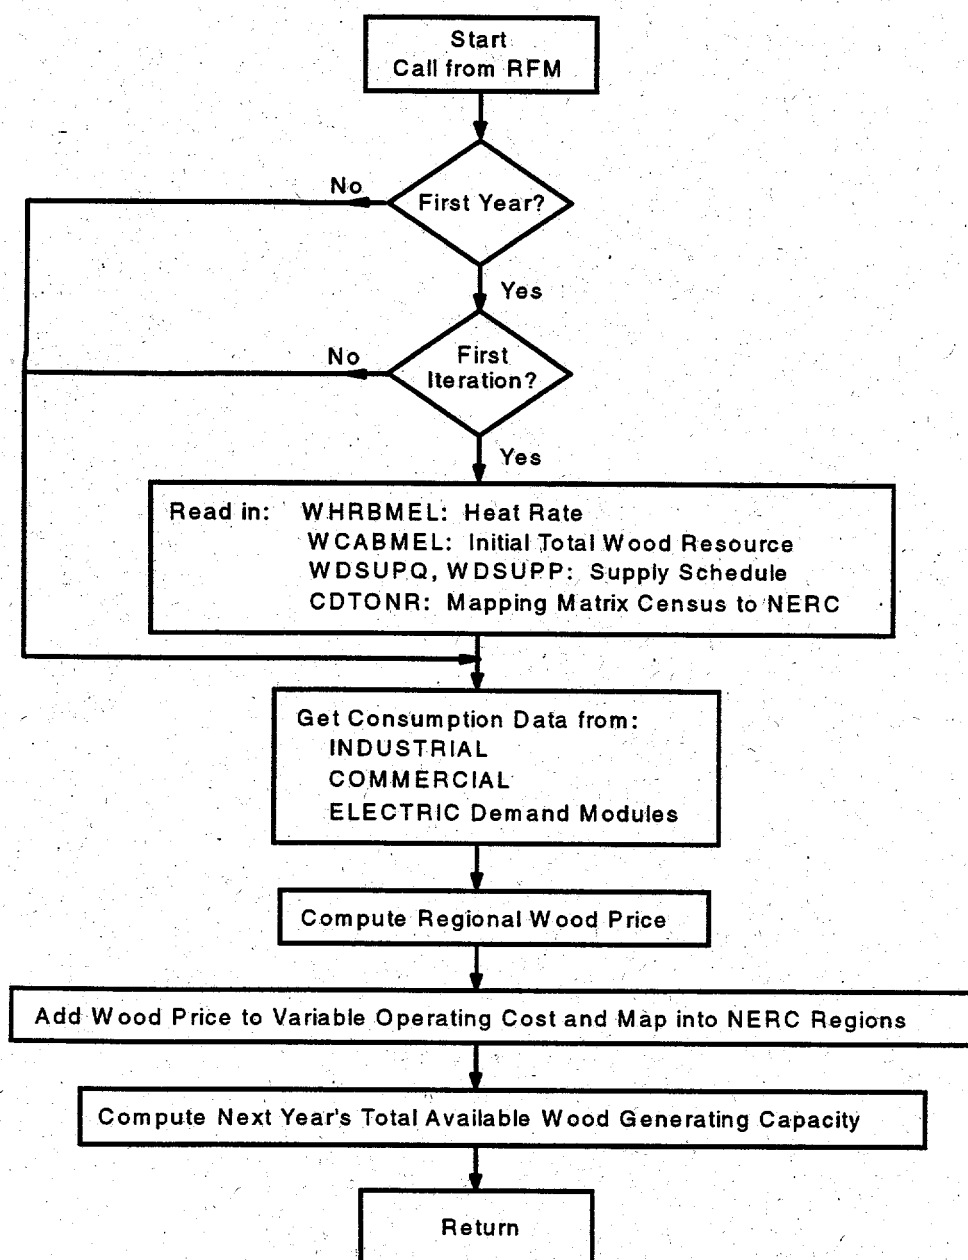 Start
Call from RFM
No
First Year?
Yes
No
First
Iteration?
Yes
Read in: WHRBMEL: Heat Rate
WCABMEL: Initial Total Wood Resource
WDSUPQ, WDSUPP: Supply Schedule
CDTONR: Mapping Matrix Census to NERC
Get Consumption Data from:
INDUSTRIAL
COMMERCIAL
ELECTRIC Demand Modules
Compute Regional Wood Price
Add Wood Price to Variable Operating Cost and Map into NERC Regions
Compute Next Year's Total Available Wood Generating Capacity
Return